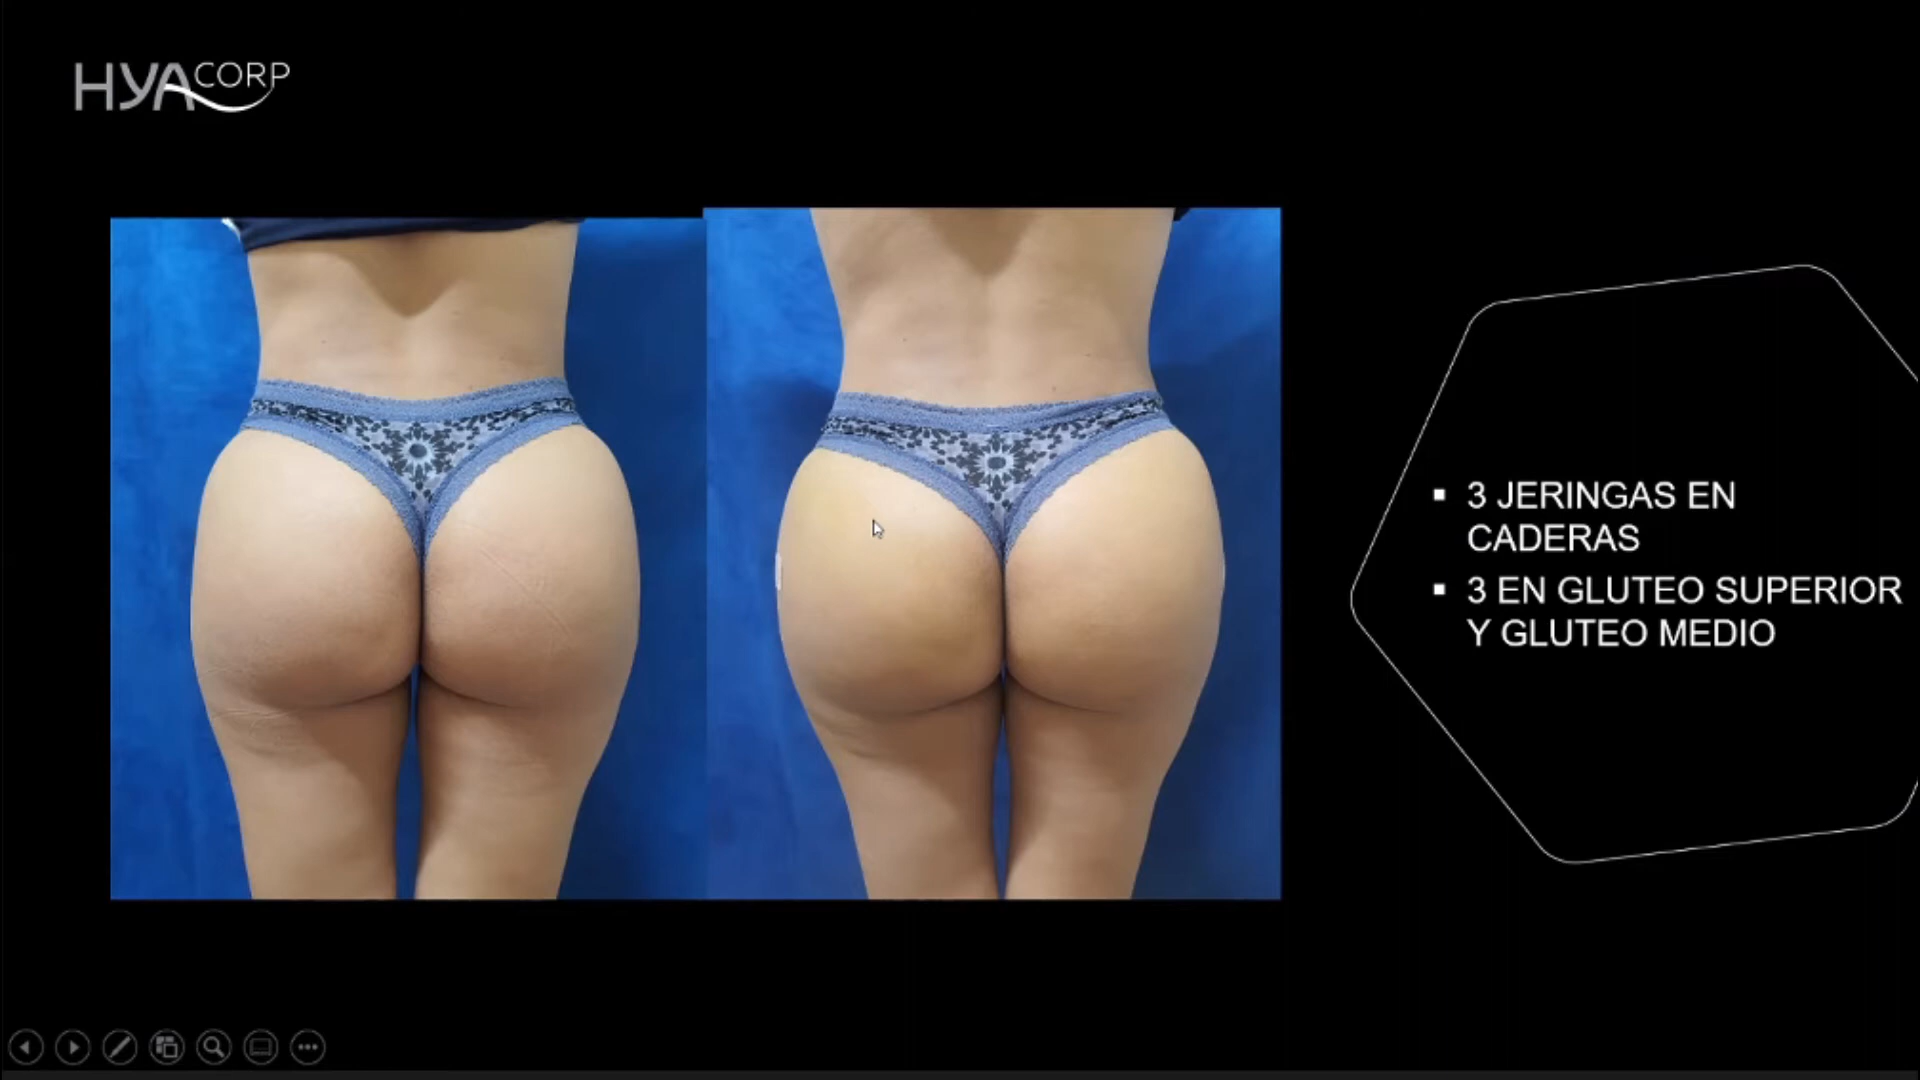 HYACORP
▪ 3 JERINGAS EN
CADERAS
▪ 3 EN GLUTEO SUPERIOR
Y GLUTEO MEDIO